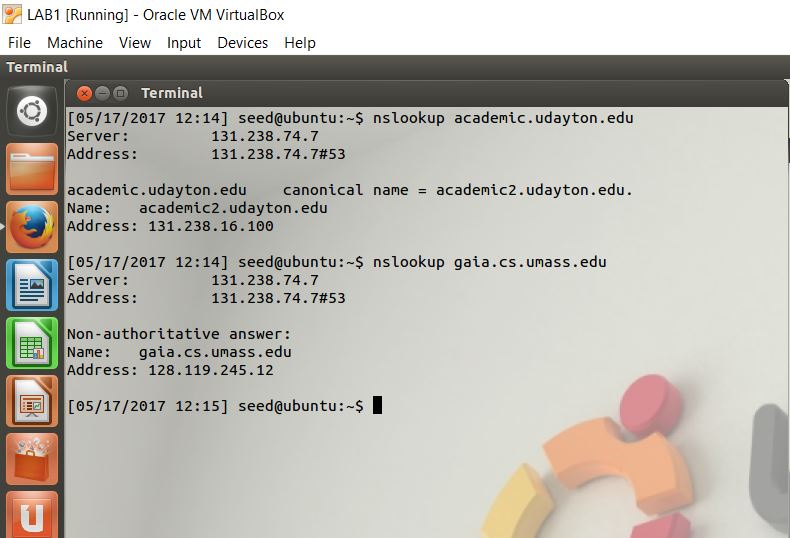 LAB1 [Running] - Oracle VM VirtualBox
File Machine View Input Devices Help
Terminal
Terminal
[05/17/2017 12:14] seed@ubuntu:~$ nslookup academic.udayton.edu
Server: 131.238.74.7
Address: 131.238.74.7#53
academic.udayton.edu canonical name = academic2.udayton.edu.
Name: academic2.udayton.edu
Address: 131.238.16.100
[05/17/2017 12:14] seed@ubuntu:~$ nslookup gaia.cs.umass.edu
Server: 131.238.74.7
Address: 131.238.74.7#53
Non-authoritative answer:
Name: gaia.cs.umass.edu
Address: 128.119.245.12
[05/17/2017 12:15] seed@ubuntu:~$